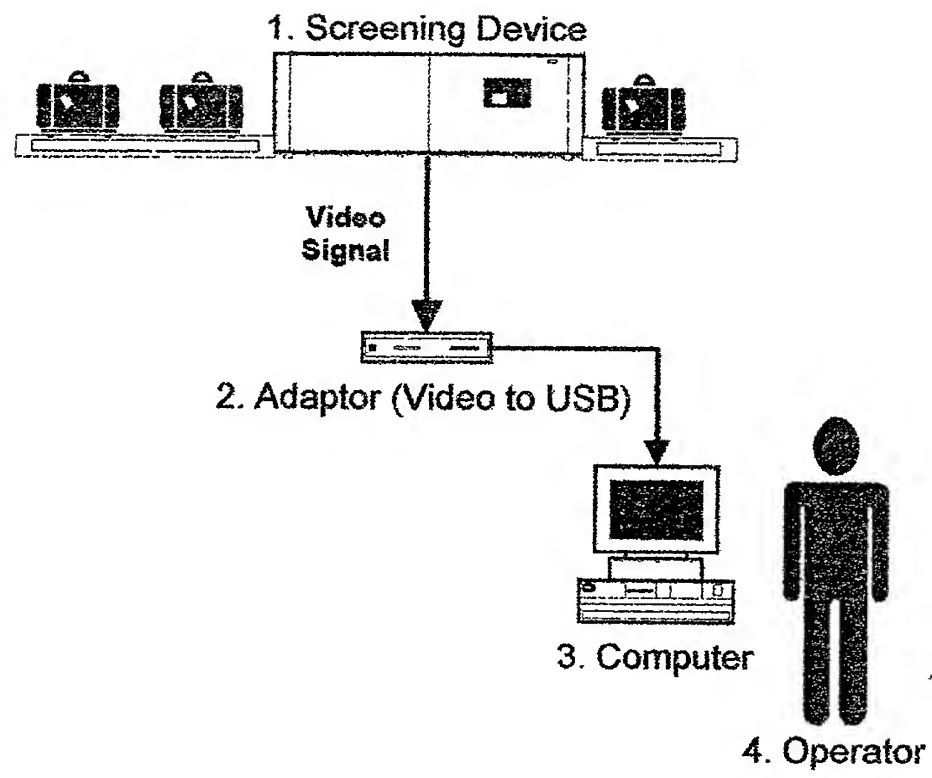 1. Screening Device
Video
Signal
2. Adaptor (Video to USB)
3. Computer
4. Operator